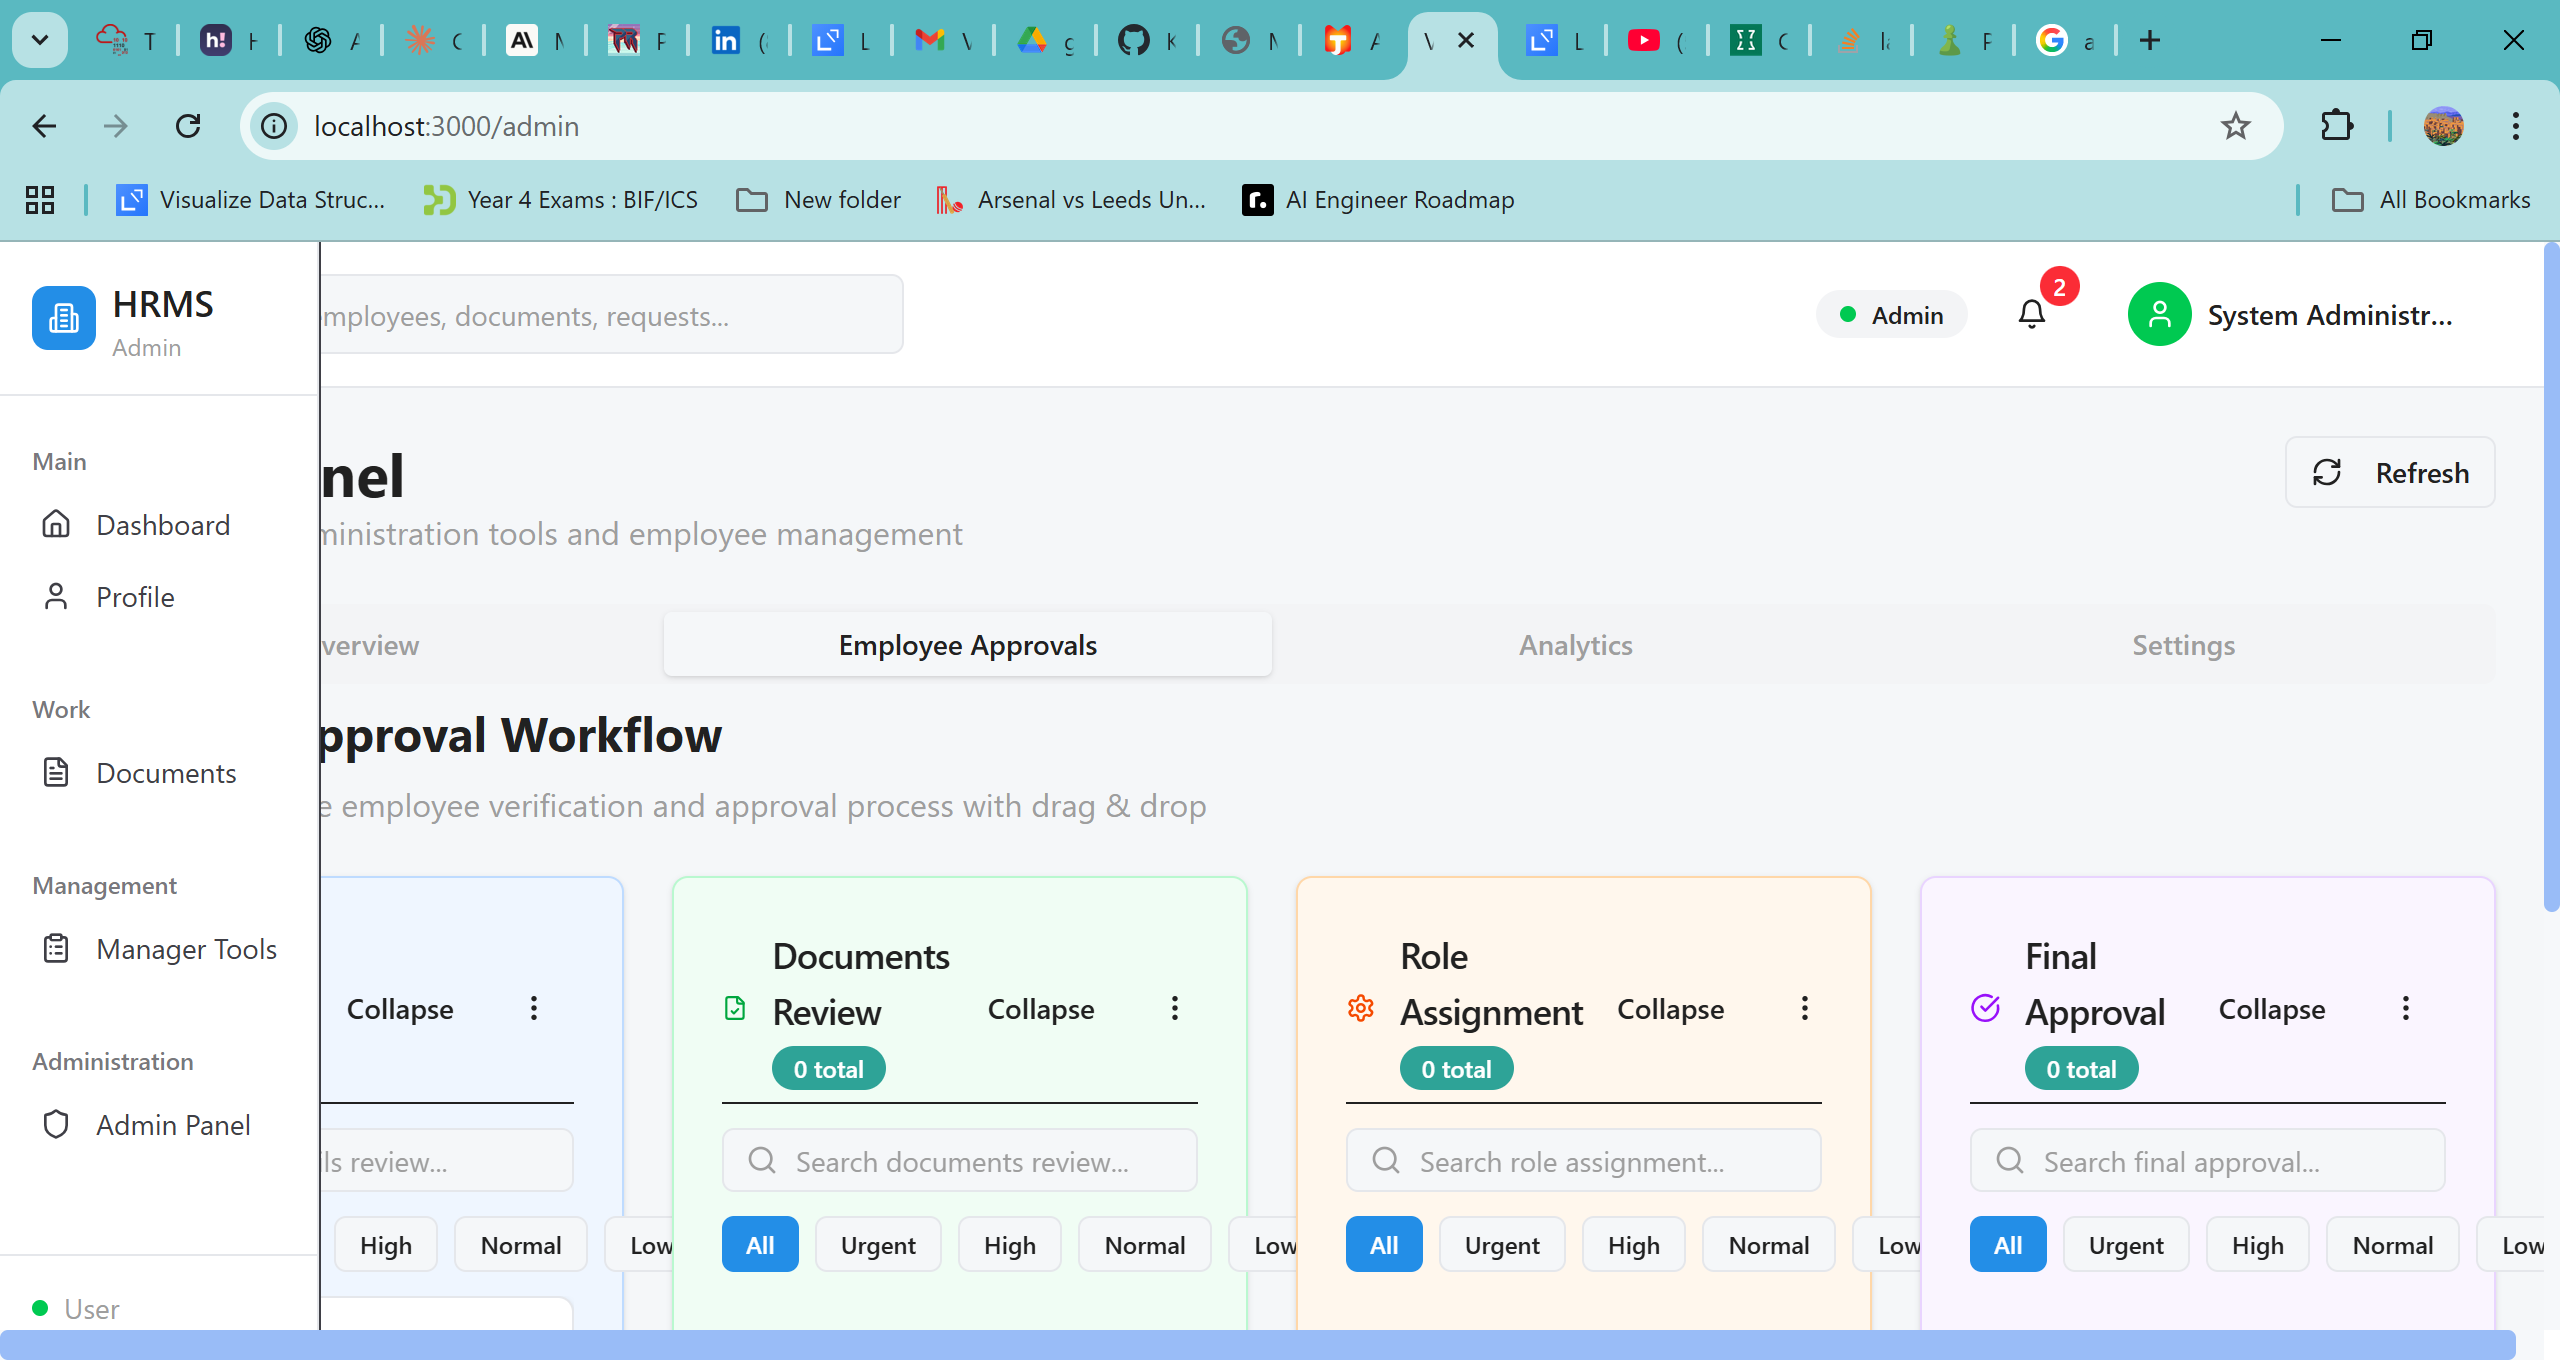 localhost:3000/admin
Visualize Data Struc...
Year 4 Exams : BIF/ICS
New folder
Arsenal vs Leeds Un...
AI Engineer Roadmap
All Bookmarks
HRMS
Admin
mployees, documents, requests...
Admin
2
System Administr...
Main
Dashboard
Profile
Work
Documents
Management
Manager Tools
Administration
Admin Panel
User
nel
ministration tools and employee management
Refresh
verview
Employee Approvals
Analytics
Settings
pproval Workflow
e employee verification and approval process with drag & drop
Collapse
ls review...
High
Normal
Low
Documents
Review
Collapse
0 total
Search documents review...
All
Urgent
High
Normal
Low
Role
Assignment
Collapse
0 total
Search role assignment...
All
Urgent
High
Normal
Low
Final
Approval
Collapse
0 total
Search final approval...
All
Urgent
High
Normal
Low